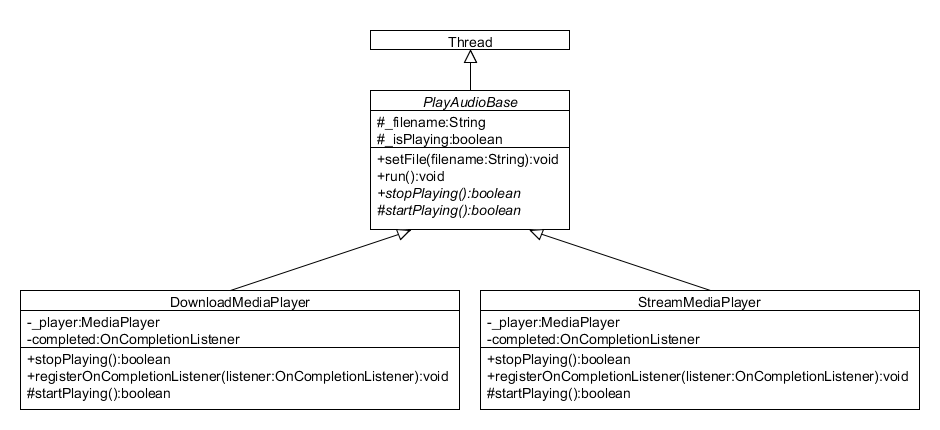 Thread
PlayAudioBase
#_filename:String
#_isPlaying:boolean
+setFile(filename:String):void
+run():void
+stopPlaying():boolean
#startPlaying():boolean
DownloadMediaPlayer
-_player:MediaPlayer
-completed:OnCompletionListener
+stopPlaying():boolean
+registerOnCompletionListener(listener:OnCompletionListener):void
#startPlaying():boolean
StreamMediaPlayer
-_player:MediaPlayer
-completed:OnCompletionListener
+stopPlaying():boolean
+registerOnCompletionListener(listener:OnCompletionListener):void
#startPlaying():boolean